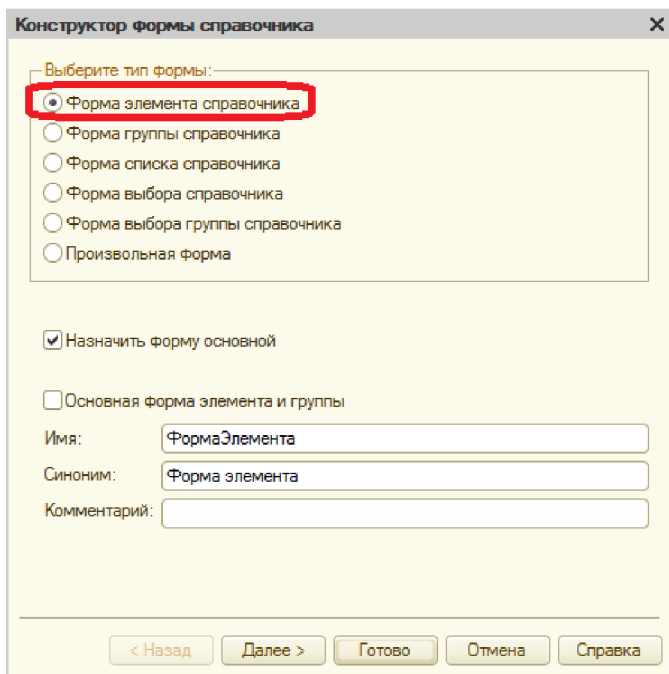 Конструктор формы справочника
Выберите тип формы:
Форма элемента справочника
Форма группы справочника
Форма списка справочника
Форма выбора справочника
Форма выбора группы справочника
Произвольная форма
Назначить форму основной
Основная форма элемента и группы
Имя: ФормаЭлемента
Синоним: Форма элемента
Комментарий:
< Назад Далее > Готово Отмена Справка